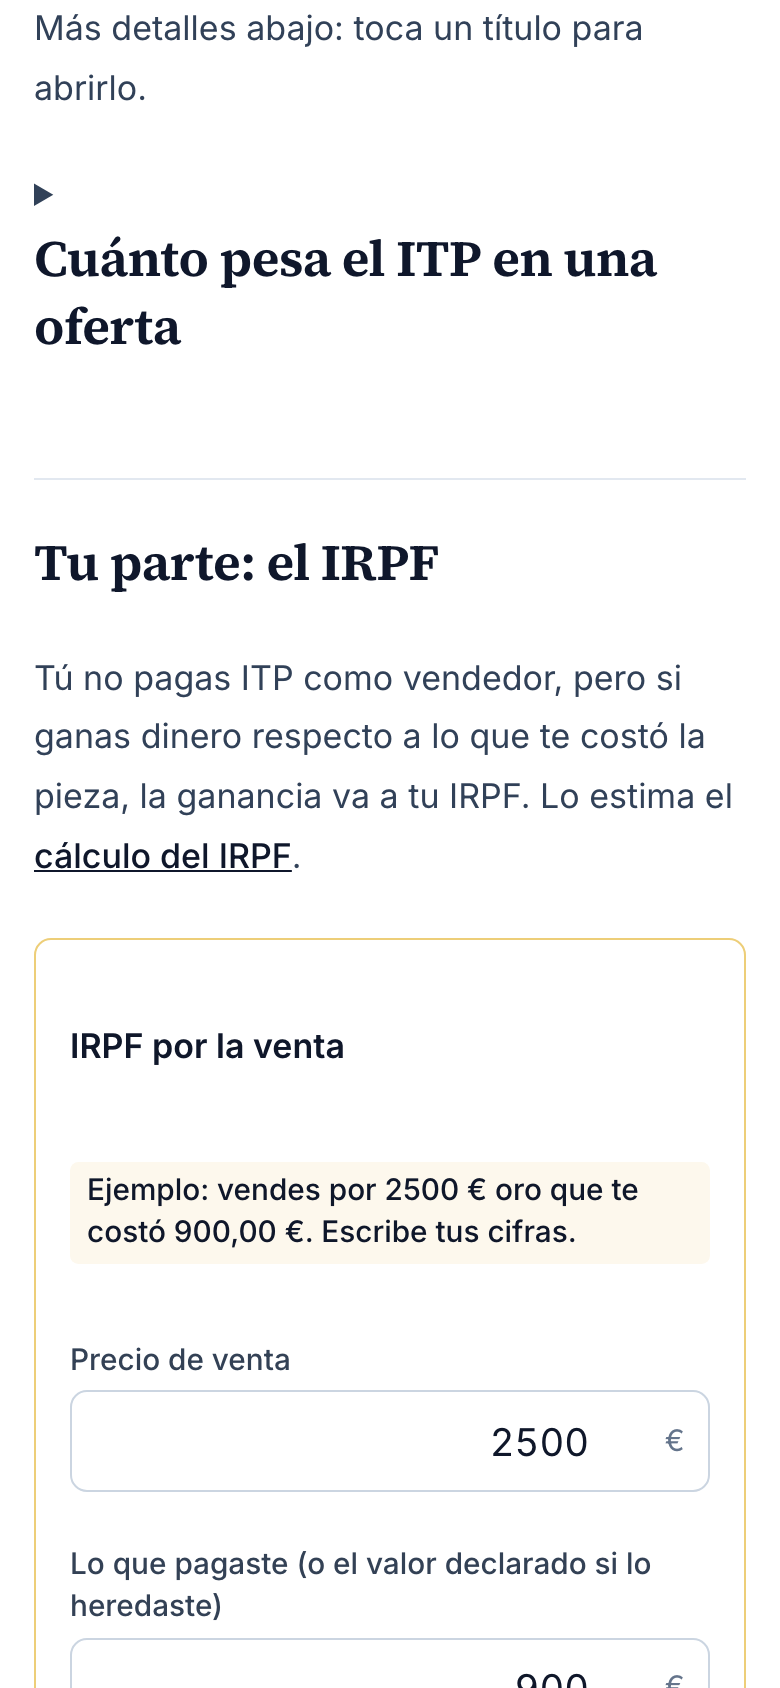 Más detalles abajo: toca un título para
abrirlo.
Cuánto pesa el ITP en una
oferta
Tu parte: el IRPF
Tú no pagas ITP como vendedor, pero si
ganas dinero respecto a lo que te costó la
pieza, la ganancia va a tu IRPF. Lo estima el
cálculo del IRPF.
IRPF por la venta
Ejemplo: vendes por 2500 € oro que te
costó 900,00 €. Escribe tus cifras.
Precio de venta
2500 €
Lo que pagaste (o el valor declarado si lo
heredaste)
900 €